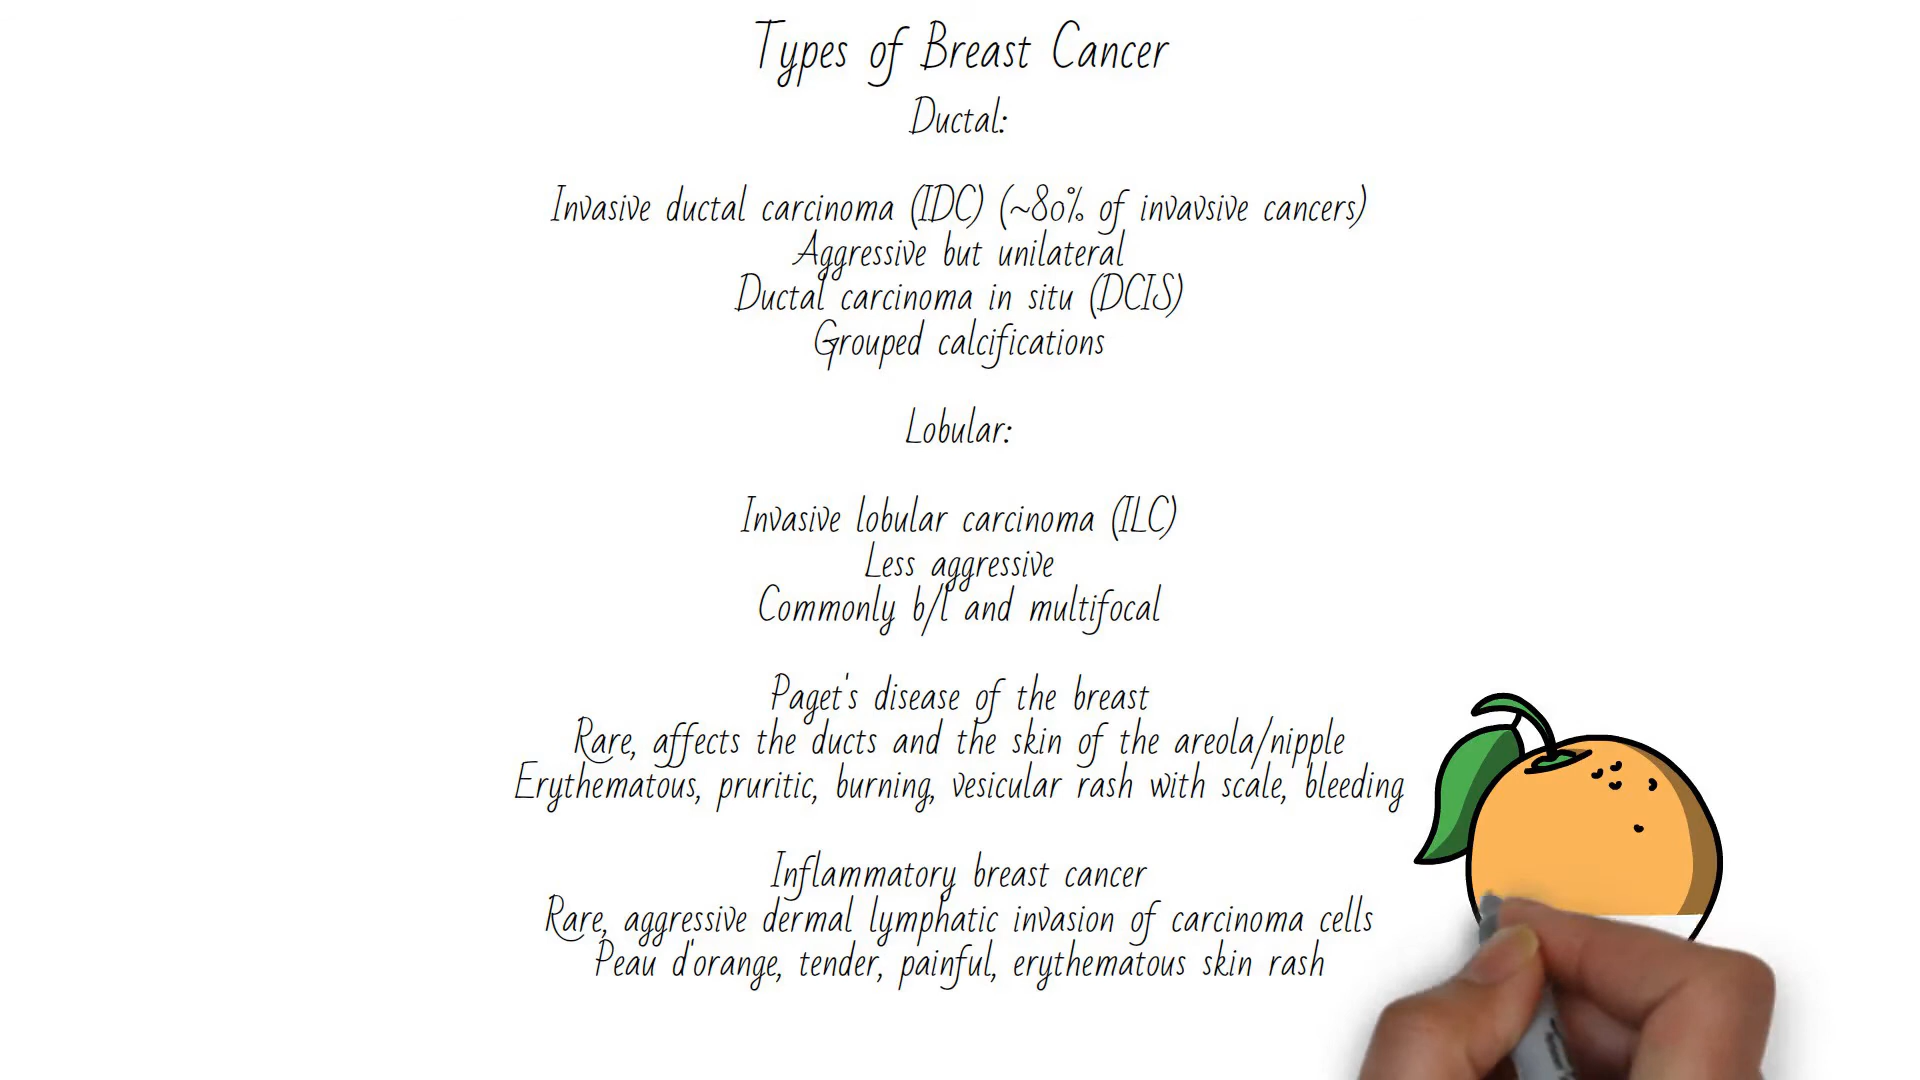 Types of Breast Cancer
Ductal:
Invasive ductal carcinoma (IDC) (~80% of invavsive cancers)
Aggressive but unilateral
Ductal carcinoma in situ (DCIS)
Grouped calcifications
Lobular:
Invasive lobular carcinoma (ILC)
Less aggressive
Commonly b/l and multifocal
Paget's disease of the breast
Rare, affects the ducts and the skin of the areola/nipple
Erythematous, pruritic, burning, vesicular rash with scale, bleeding
Inflammatory breast cancer
Rare, aggressive dermal lymphatic invasion of carcinoma cells
Peau d'orange, tender, painful, erythematous skin rash